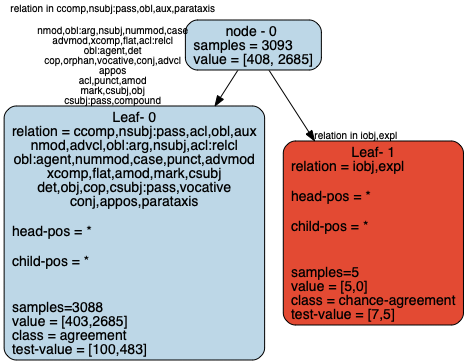 relation in ccomp,nsubj:pass,obl,aux,parataxis
nmod,obl:arg,nsubj,nummod,case
advmod,xcomp,flat,acl:relcl
obl:agent,det
cop,orphan,vocative,conj,advcl
appos
acl,punct,amod
mark,csubj,obj
csubj:pass,compound
node - 0
samples = 3093
value = [408, 2685]
Leaf- 0
relation = ccomp,nsubj:pass,acl,obl,aux
nmod,advcl,obl:arg,nsubj,acl:relcl
obl:agent,nummod,case,punct,advmod
xcomp,flat,amod,mark,csubj
det,obj,cop,csubj:pass,vocative
conj,appos,parataxis
head-pos = *
child-pos = *
samples=3088
value = [403,2685]
class = agreement
test-value = [100,483]
relation in iobj,expl
Leaf- 1
relation = iobj,expl
head-pos = *
child-pos = *
samples=5
value = [5,0]
class = chance-agreement
test-value = [7,5]